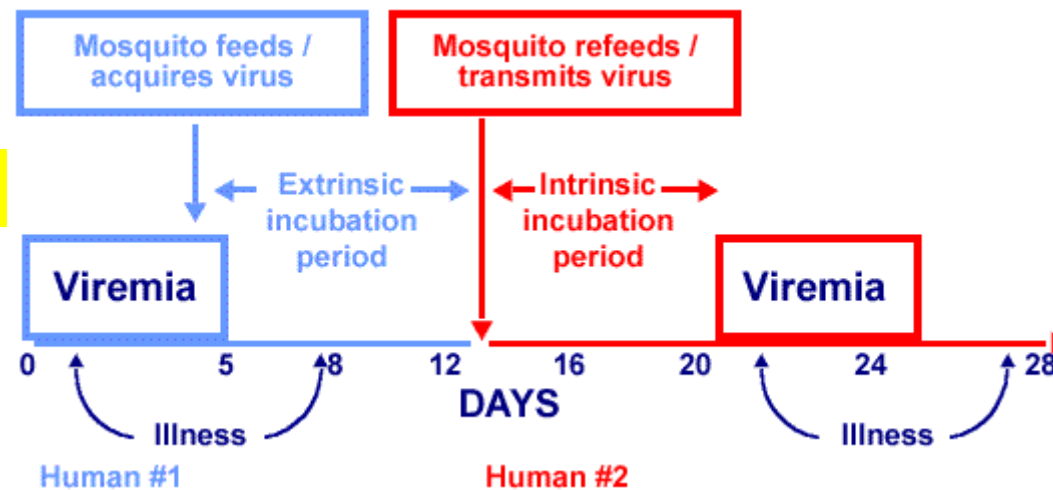 Mosquito feeds /
acquires virus
Mosquito refeeds /
transmits virus
Extrinsic
incubation
period
Intrinsic
incubation
period
Viremia
Viremia
0 5 8 12 16 20 24 28
DAYS
Illness
Illness
Human #1
Human #2